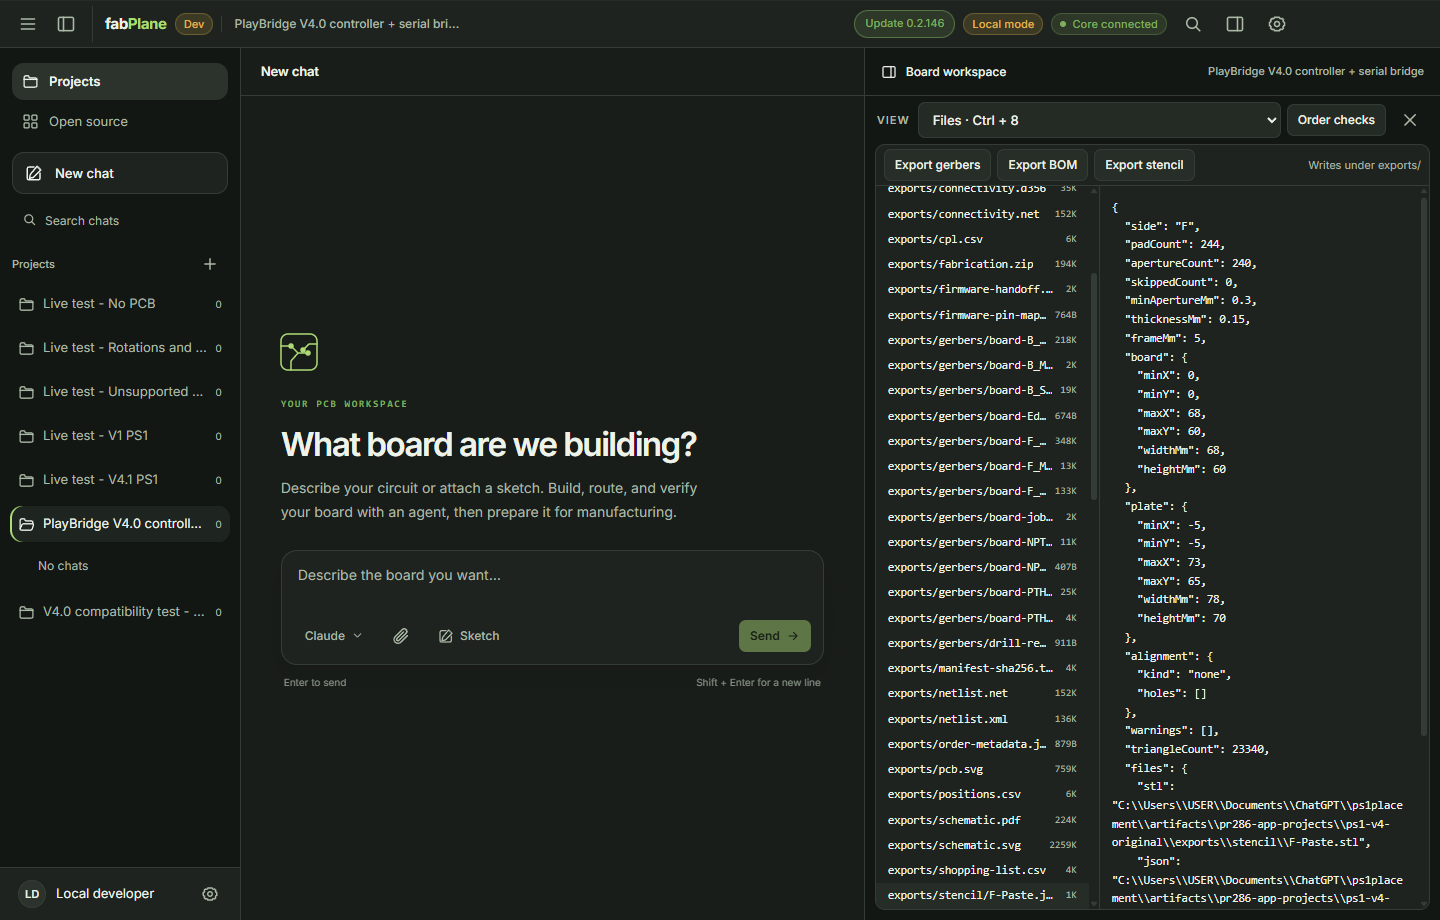 fabPlane Dev PlayBridge V4.0 controller + serial bri... Update 0.2.146 Local mode Core connected
Projects
Open source
New chat
Search chats
Projects
Live test - No PCB 0
Live test - Rotations and ... 0
Live test - Unsupported ... 0
Live test - V1 PS1 0
Live test - V4.1 PS1 0
PlayBridge V4.0 controll... 0
No chats
V4.0 compatibility test - ... 0
LD Local developer
New chat
YOUR PCB WORKSPACE
What board are we building?
Describe your circuit or attach a sketch. Build, route, and verify
your board with an agent, then prepare it for manufacturing.
Describe the board you want...
Claude Sketch Send
Enter to send Shift + Enter for a new line
Board workspace PlayBridge V4.0 controller + serial bridge
VIEW Files · Ctrl + 8 Order checks
Export gerbers Export BOM Export stencil Writes under exports/
exports/connectivity.d356 35K
exports/connectivity.net 152K
exports/cpl.csv 6K
exports/fabrication.zip 194K
exports/firmware-handoff.... 2K
exports/firmware-pin-map... 764B
exports/gerbers/board-B_... 218K
exports/gerbers/board-B_M... 2K
exports/gerbers/board-B_S... 19K
exports/gerbers/board-Ed... 674B
exports/gerbers/board-F_... 348K
exports/gerbers/board-F_M... 13K
exports/gerbers/board-F_... 133K
exports/gerbers/board-job... 2K
exports/gerbers/board-NPT... 11K
exports/gerbers/board-NP... 407B
exports/gerbers/board-PTH... 25K
exports/gerbers/board-PTH... 4K
exports/gerbers/drill-re... 911B
exports/manifest-sha256.t... 4K
exports/netlist.net 152K
exports/netlist.xml 136K
exports/order-metadata.j... 879B
exports/pcb.svg 759K
exports/positions.csv 6K
exports/schematic.pdf 224K
exports/schematic.svg 2259K
exports/shopping-list.csv 4K
exports/stencil/F-Paste.j... 1K
{
"side": "F",
"padCount": 244,
"apertureCount": 240,
"skippedCount": 0,
"minApertureMm": 0.3,
"thicknessMm": 0.15,
"frameMm": 5,
"board": {
"minX": 0,
"minY": 0,
"maxX": 68,
"maxY": 60,
"widthMm": 68,
"heightMm": 60
},
"plate": {
"minX": -5,
"minY": -5,
"maxX": 73,
"maxY": 65,
"widthMm": 78,
"heightMm": 70
},
"alignment": {
"kind": "none",
"holes": []
},
"warnings": [],
"triangleCount": 23340,
"files": {
"stl":
"C:\\Users\\USER\\Documents\\ChatGPT\\ps1place
ment\\artifacts\\pr286-app-projects\\ps1-v4-
original\\exports\\stencil\\F-Paste.stl",
"json":
"C:\\Users\\USER\\Documents\\ChatGPT\\ps1place
ment\\artifacts\\pr286-app-projects\\ps1-v4-